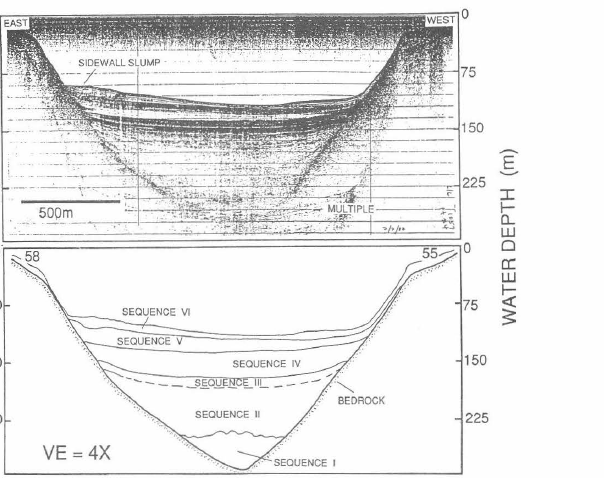 EAST
WEST
0
SIDEWALL SLUMP
75
150
225
500m
MULTIPLE
WATER DEPTH (m)
58
55
0
SEQUENCE VI
75
SEQUENCE V
SEQUENCE IV
150
SEQUENCE III
BEDROCK
SEQUENCE II
225
VE = 4X
SEQUENCE I